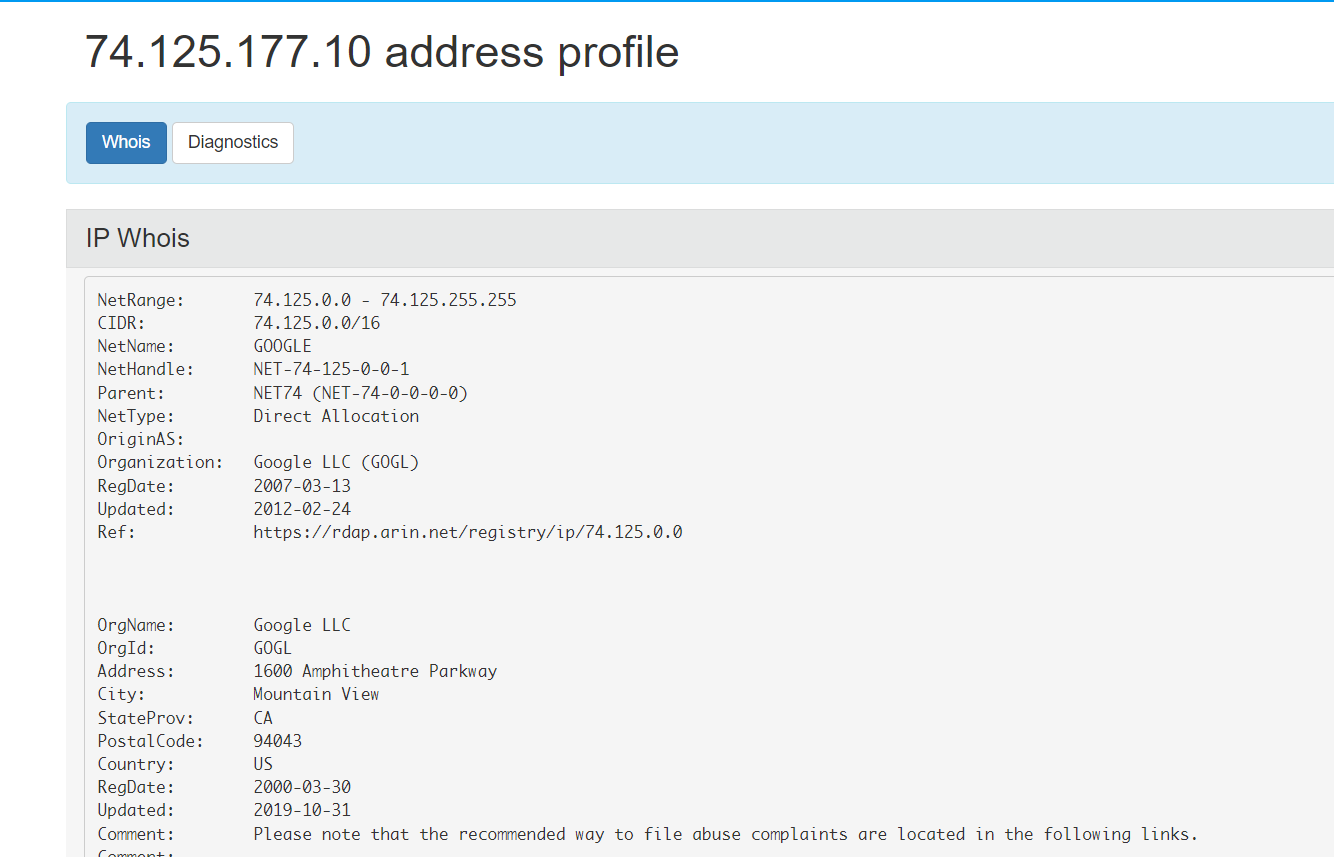 74.125.177.10 address profile
Whois Diagnostics
IP Whois
NetRange: 74.125.0.0 - 74.125.255.255
CIDR: 74.125.0.0/16
NetName: GOOGLE
NetHandle: NET-74-125-0-0-1
Parent: NET74 (NET-74-0-0-0-0)
NetType: Direct Allocation
OriginAS:
Organization: Google LLC (GOGL)
RegDate: 2007-03-13
Updated: 2012-02-24
Ref: https://rdap.arin.net/registry/ip/74.125.0.0
OrgName: Google LLC
OrgId: GOGL
Address: 1600 Amphitheatre Parkway
City: Mountain View
StateProv: CA
PostalCode: 94043
Country: US
RegDate: 2000-03-30
Updated: 2019-10-31
Comment: Please note that the recommended way to file abuse complaints are located in the following links.
Comment: